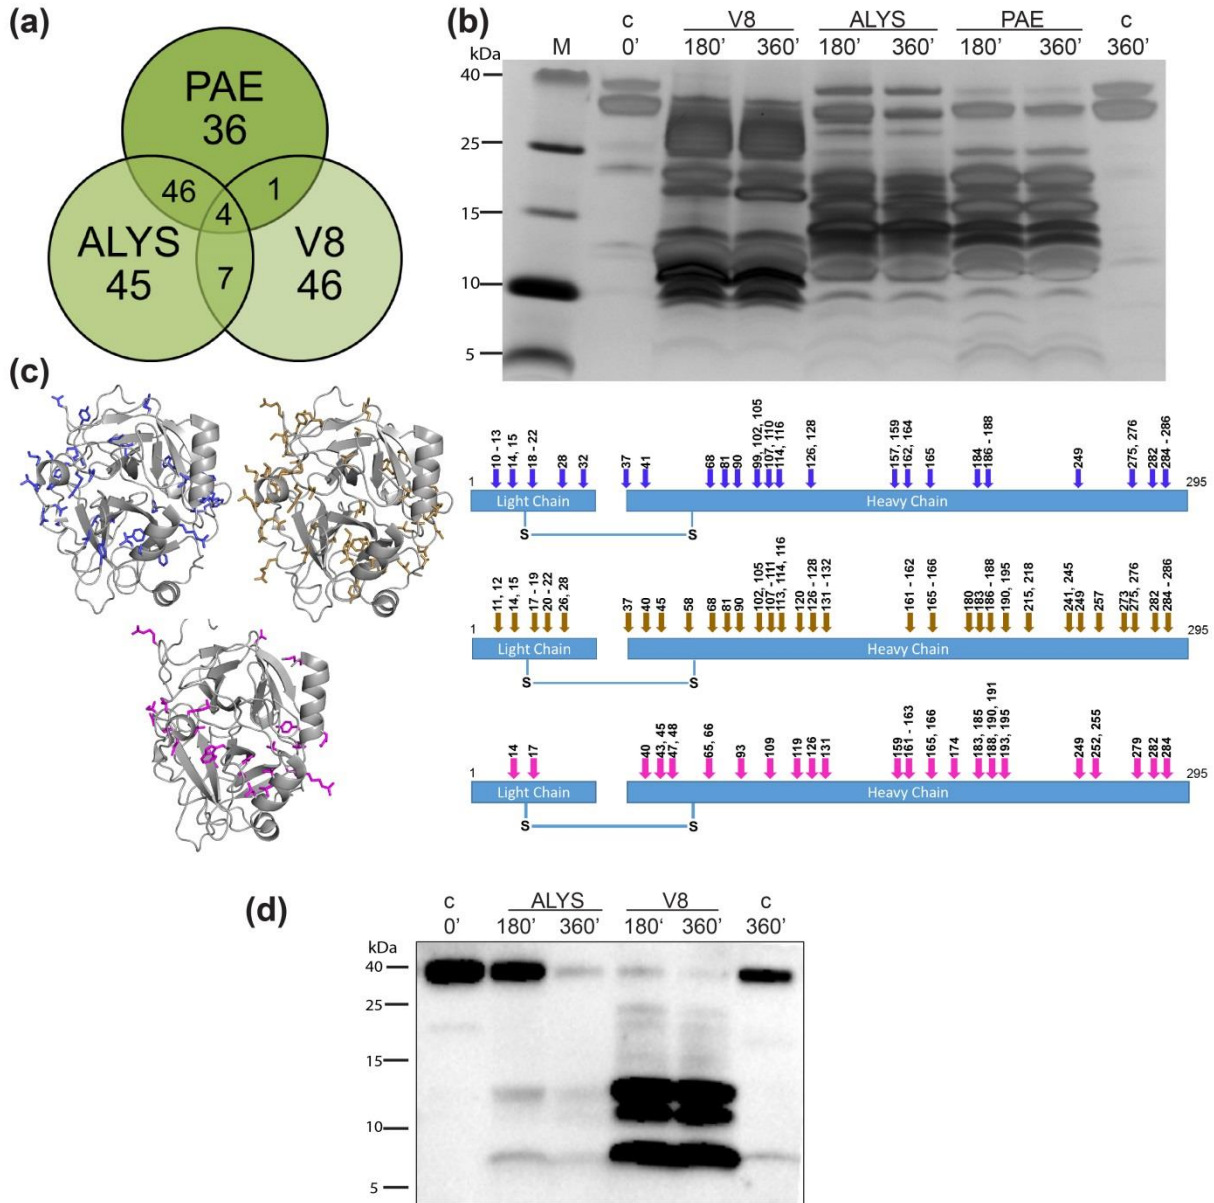 (a)
PAE
36
46
1
4
ALYS
45
V8
46
7
(b)
c V8 ALYS PAE c
M 0' 180' 360' 180' 360' 180' 360' 360'
kDa
40
25
15
10
5
(c)
10 - 13
14, 15
18 - 22
28
32
37
41
68
81
90
99, 102, 105
107, 110
114, 116
126, 128
157, 159
162, 164
165
184
186 - 188
249
275, 276
282
284 - 286
1 295
Light Chain Heavy Chain
S S
11, 12
14, 15
17 - 19
20 - 22
26, 28
37
40
45
58
68
81
90
102, 105
107 - 111
113, 114, 116
120
126 - 128
131 - 132
161 - 162
165 - 166
180
183
186 - 188
190, 195
215, 218
241, 245
249
257
273
275, 276
282
284 - 286
1 295
Light Chain Heavy Chain
S S
14
17
40
43, 45
47, 48
65, 66
93
109
119
126
131
159
161 - 163
165, 166
174
183, 185
188, 190, 191
193, 195
249
252, 255
279
282
284
1 295
Light Chain Heavy Chain
S S
(d)
c ALYS V8 c
0' 180' 360' 180' 360' 360'
kDa
40
25
15
10
5